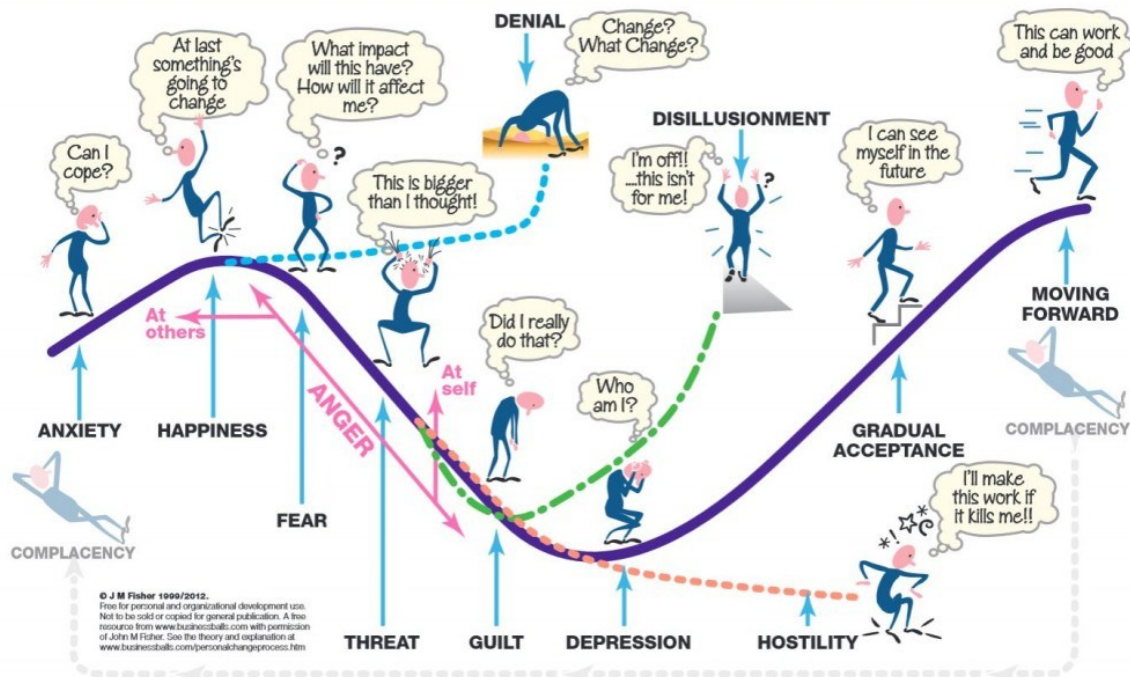 Can I
cope?
At last
something's
going to
change
What impact
will this have?
How will it affect
me?
?
DENIAL
Change?
What Change?
This is bigger
than I thought!
DISILLUSIONMENT
I'm off!!
....this isn't
for me!
?
I can see
myself in the
future
This can work
and be good
At
others
ANGER
At
self
Did I really
do that?
Who
am I?
MOVING
FORWARD
ANXIETY
HAPPINESS
GRADUAL
ACCEPTANCE
COMPLACENCY
I'll make
this work if
it kills me!!
FEAR
COMPLACENCY
© J M Fisher 1999/2012.
Free for personal and organizational development use.
Not to be sold or copied for general publication. A free
resource from www.businessballs.com with permission
of John M Fisher. See the theory and explanation at
www.businessballs.com/personalchangeprocess.htm
THREAT
GUILT
DEPRESSION
HOSTILITY